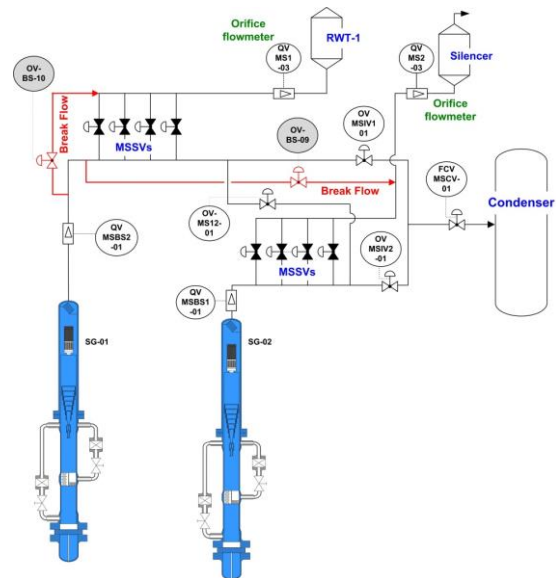 Orifice
flowmeter
QV
MS1
-03
RWT-1
QV
MS2
-03
Silencer
Orifice
flowmeter
OV-
BS-10
Break Flow
MSSVs
OV-
BS-09
OV
MSIV1
01
Break Flow
FCV
MSCV-
01
Condenser
OV-
MS12-
01
QV
MSBS2
-01
MSSVs
OV
MSIV2
-01
QV
MSBS1
-01
SG-01
SG-02